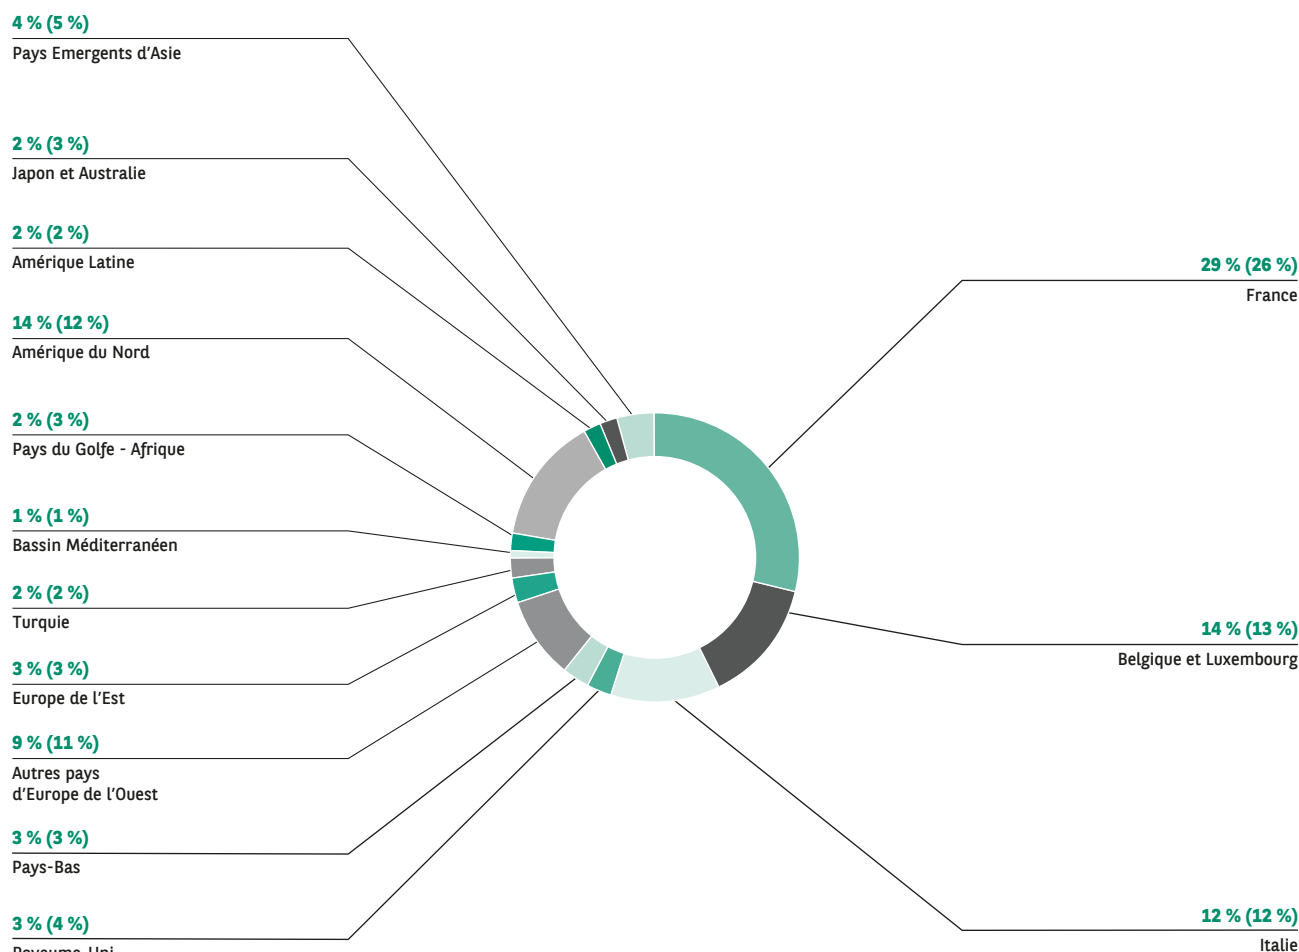 4 % (5 %)
Pays Emergents d'Asie
2 % (3 %)
Japon et Australie
2 % (2 %)
Amérique Latine
14 % (12 %)
Amérique du Nord
2 % (3 %)
Pays du Golfe - Afrique
1 % (1 %)
Bassin Méditerranéen
2 % (2 %)
Turquie
3 % (3 %)
Europe de l'Est
9 % (11 %)
Autres pays
d'Europe de l'Ouest
3 % (3 %)
Pays-Bas
3 % (4 %)
Royaume-Uni
29 % (26 %)
France
14 % (13 %)
Belgique et Luxembourg
12 % (12 %)
Italie